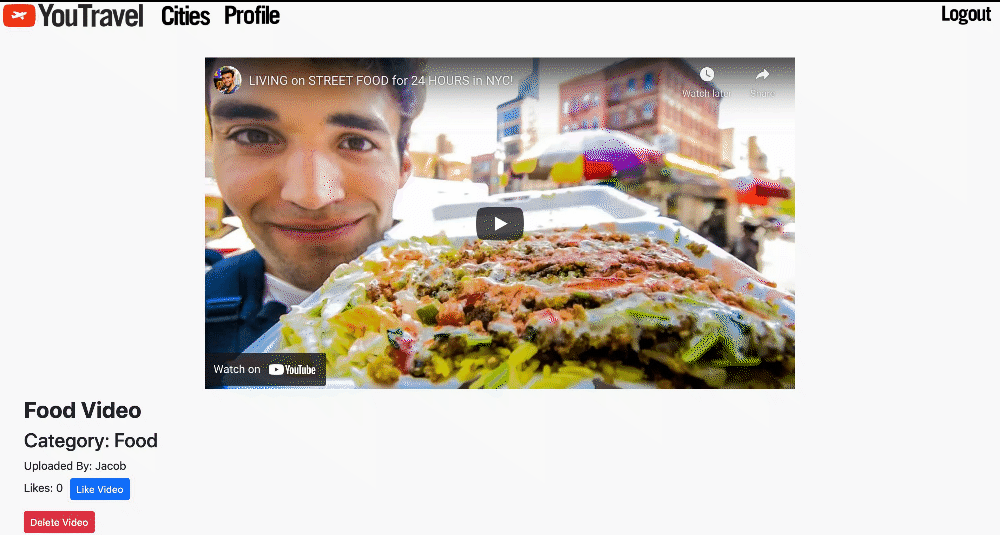 YouTravel Cities Profile Logout
LIVING on STREET FOOD for 24 HOURS in NYC!
Watch later Share
Watch on YouTube
Food Video
Category: Food
Uploaded By: Jacob
Likes: 0 Like Video
Delete Video